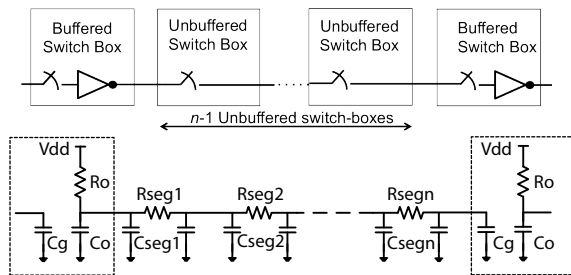 Buffered Switch Box
Unbuffered Switch Box
Unbuffered Switch Box
Buffered Switch Box
n-1 Unbuffered switch-boxes
Vdd
Ro
Cg
Co
Rseg1
Cseg1
Rseg2
Cseg2
Rsegn
Csegn
Vdd
Ro
Cg
Co